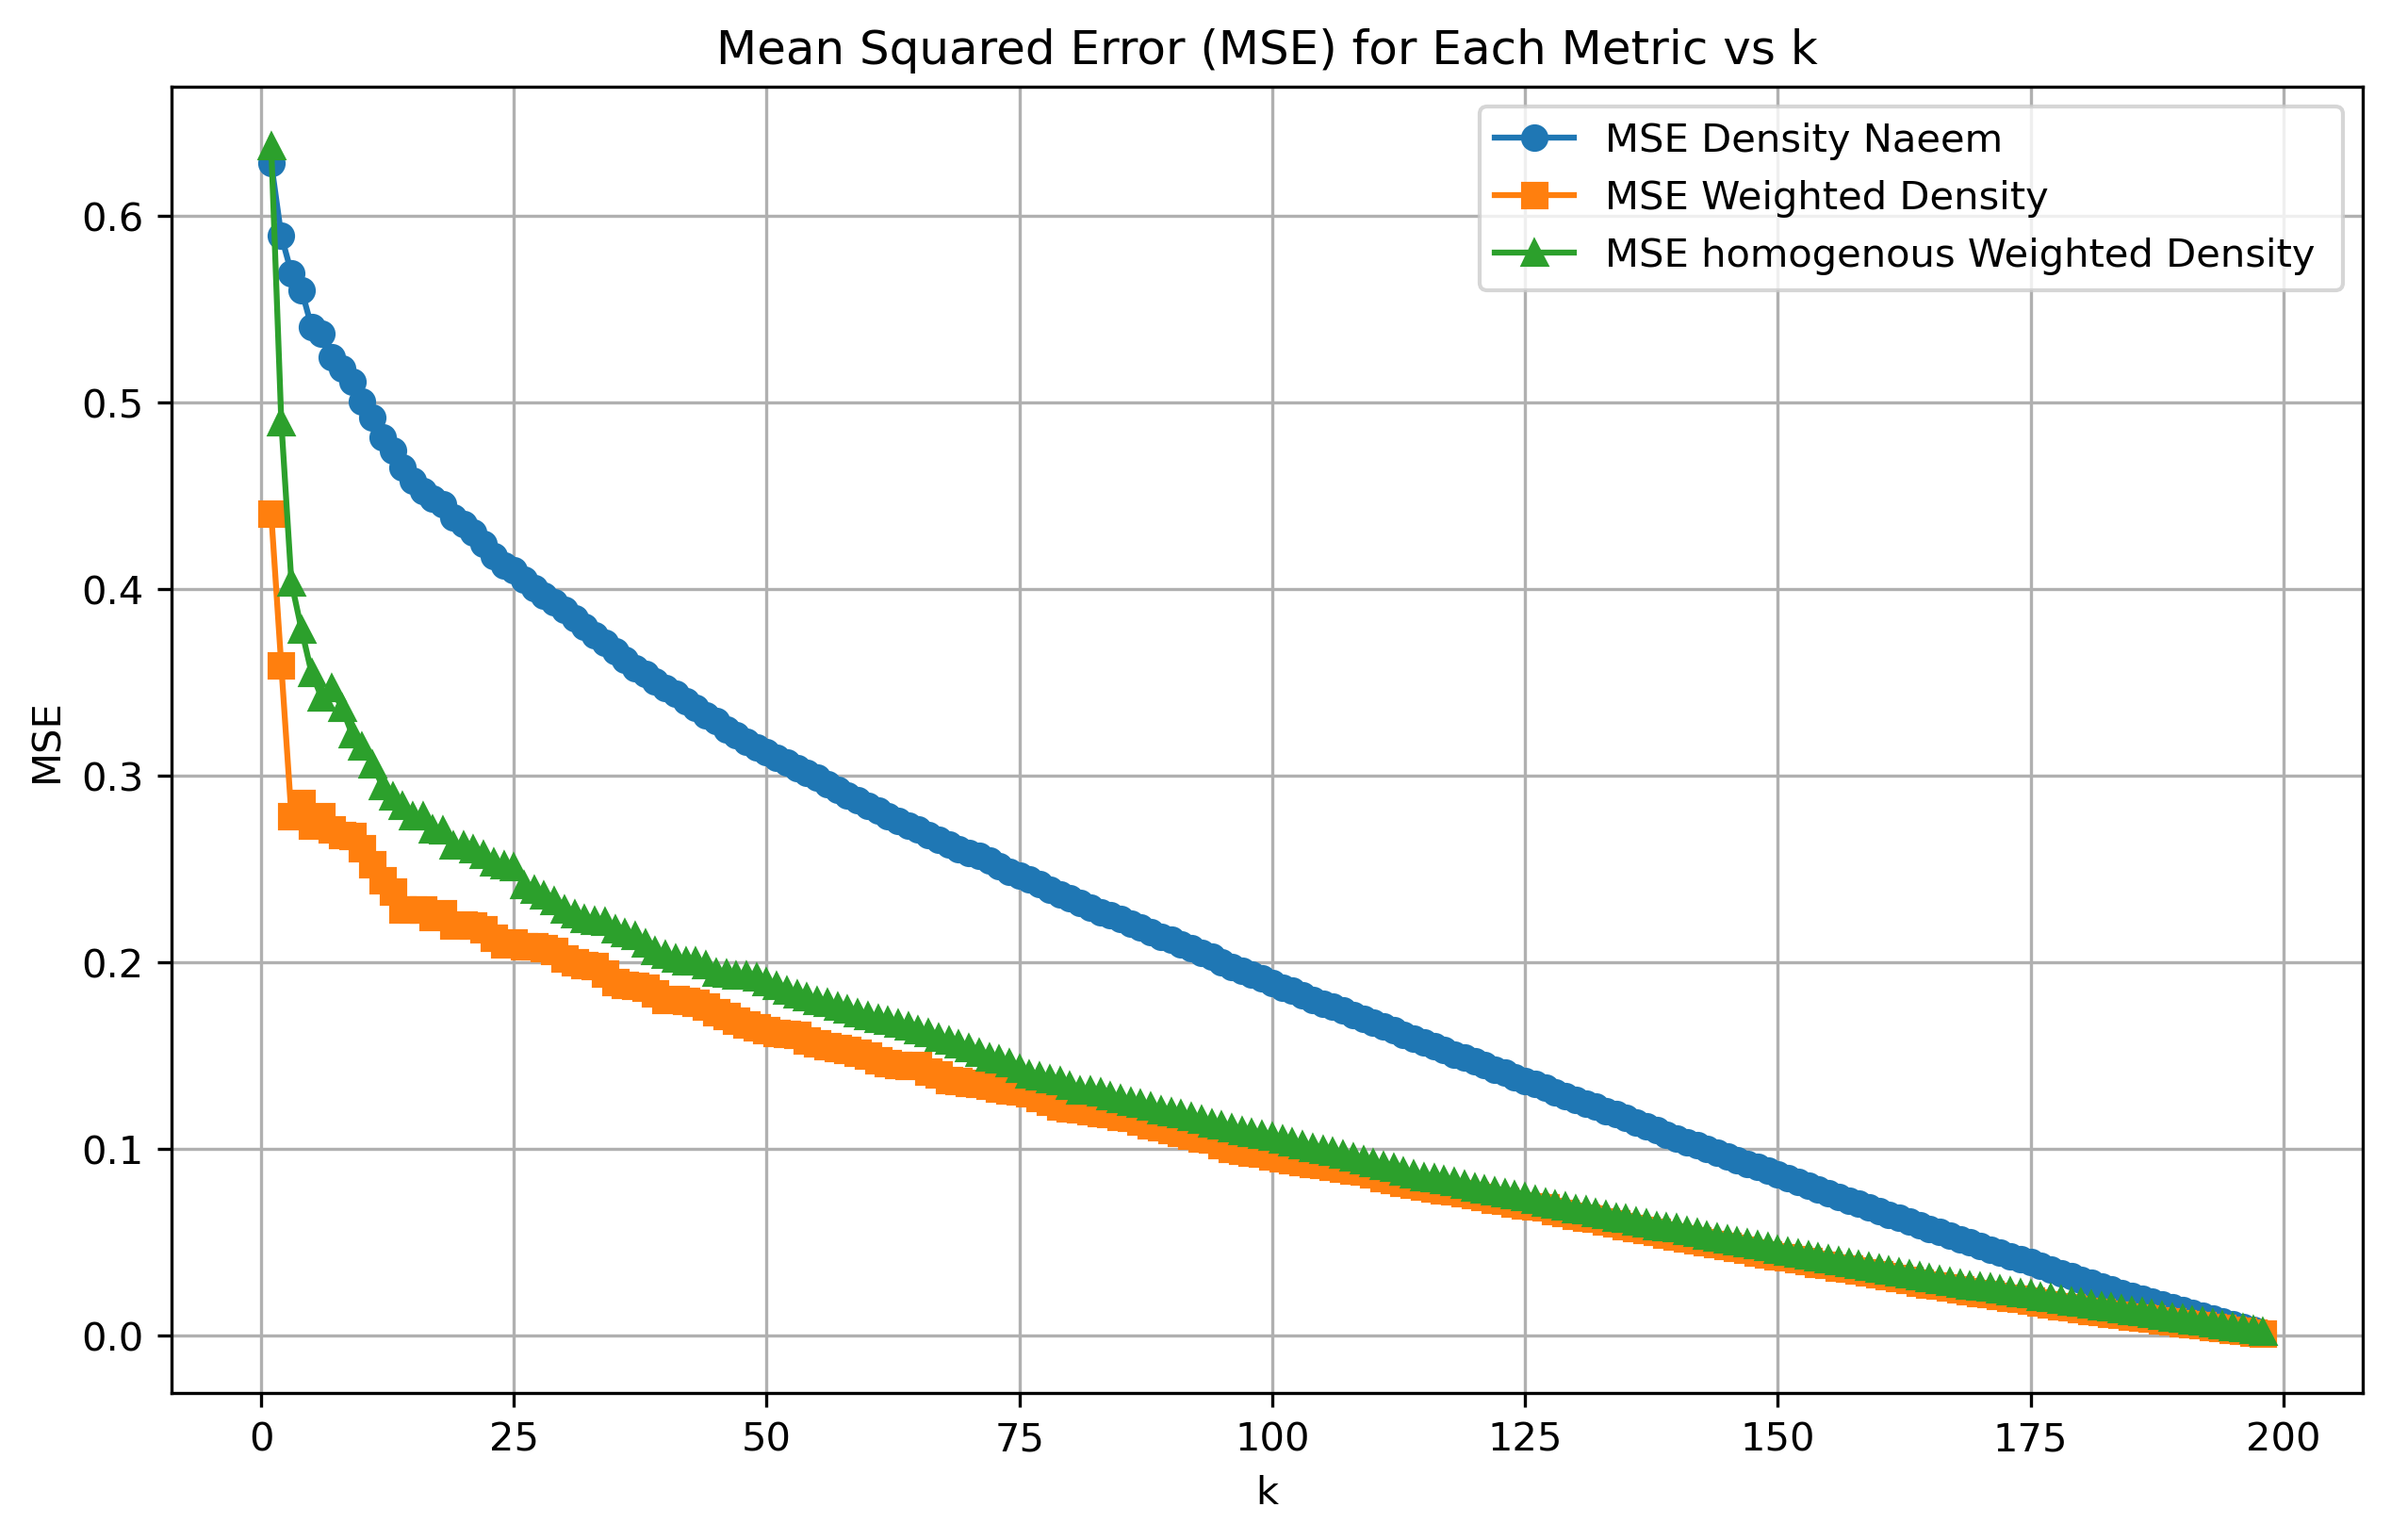 Mean Squared Error (MSE) for Each Metric vs k
MSE Density Naeem
MSE Weighted Density
MSE homogenous Weighted Density
MSE
0.6
0.5
0.4
0.3
0.2
0.1
0.0
0 25 50 75 100 125 150 175 200
k